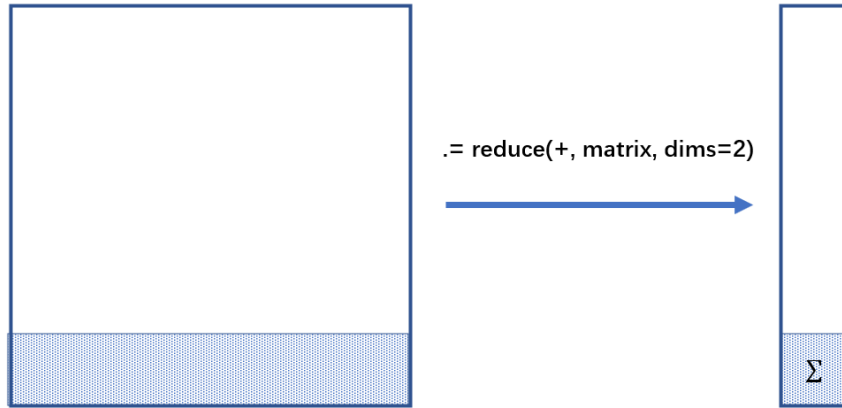 .= reduce(+, matrix, dims=2)
Σ